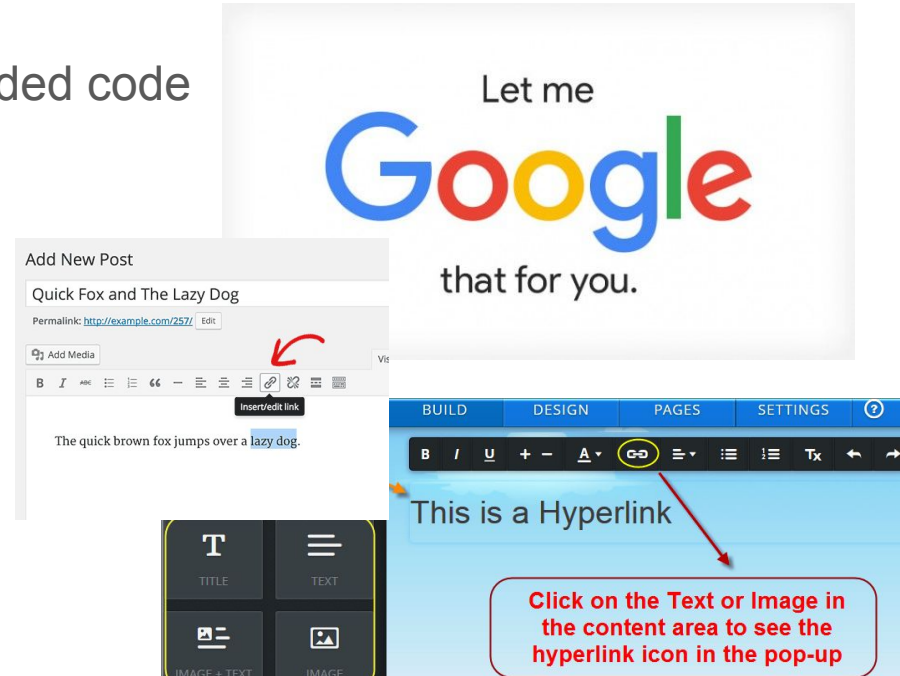 ded code
Let me
Google
that for you.
Add New Post
Quick Fox and The Lazy Dog
Permalink: http://example.com/257/ Edit
Add Media
Vis
B I ABC
Insert/edit link
The quick brown fox jumps over a lazy dog.
BUILD DESIGN PAGES SETTINGS ?
B I U + − A Tx
This is a Hyperlink
TITLE TEXT
IMAGE + TEXT IMAGE
Click on the Text or Image in
the content area to see the
hyperlink icon in the pop-up